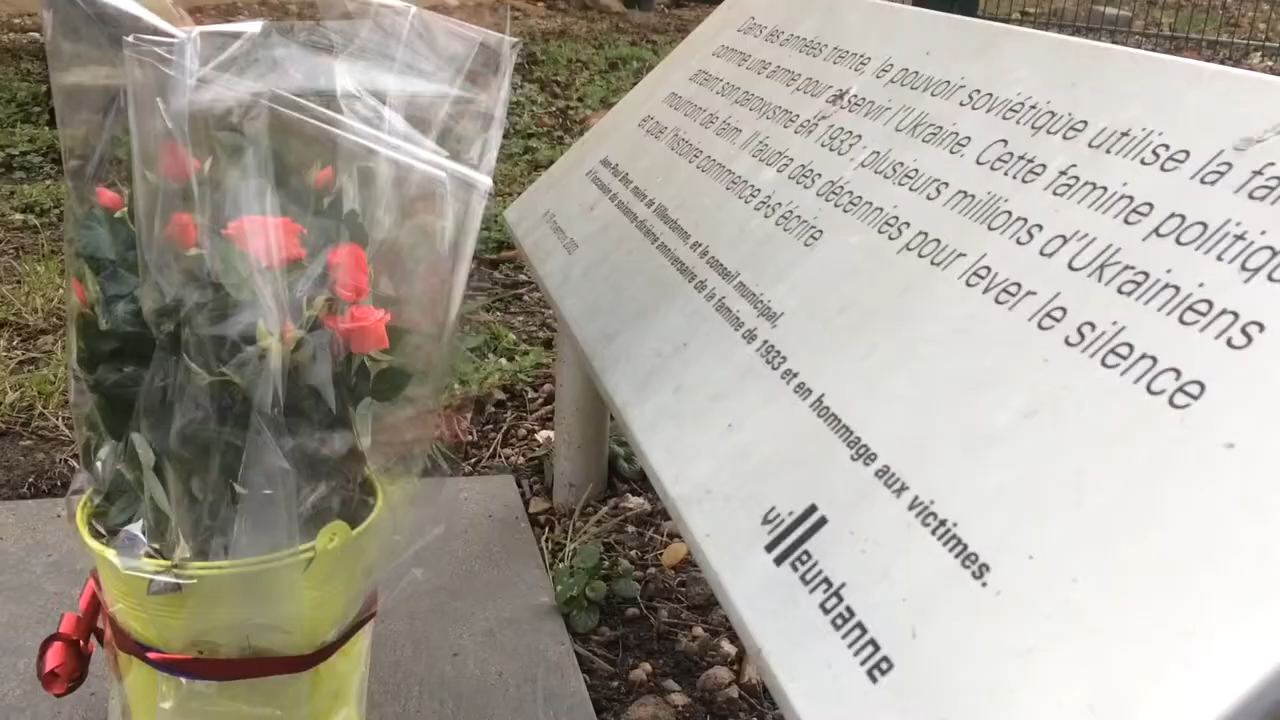 Dans les années trente, le pouvoir soviétique utilise la fa
comme une arme pour asservir l'Ukraine. Cette famine politiq
atteint son paroxysme en 1933 : plusieurs millions d'Ukrainiens
mourront de faim. Il faudra des décennies pour lever le silence
et que l'histoire commence à s'écrire.
Jean-Paul Bret, maire de Villeurbanne, et le conseil municipal,
à l'occasion du soixante-dixième anniversaire de la famine de 1933 et en hommage aux victimes.
villeurbanne